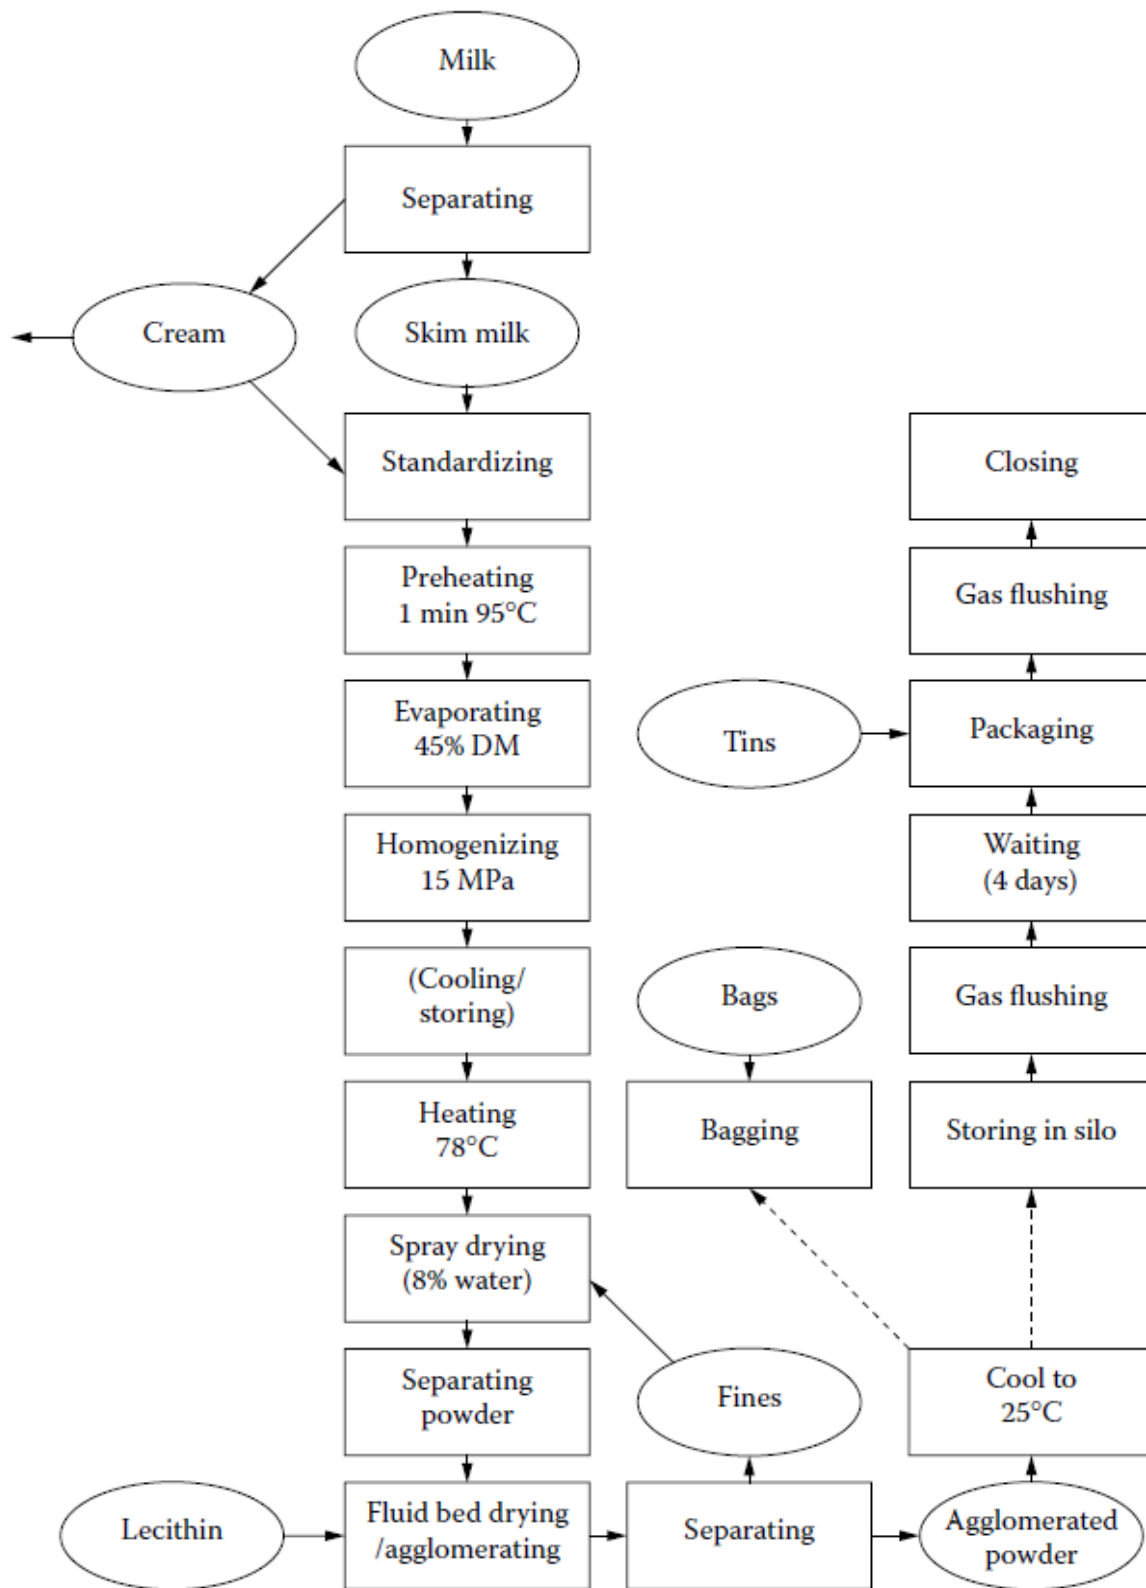 Milk
Separating
Cream
Skim milk
Standardizing
Closing
Preheating
1 min 95°C
Gas flushing
Evaporating
45% DM
Tins
Packaging
Homogenizing
15 MPa
Waiting
(4 days)
(Cooling/
storing)
Bags
Gas flushing
Heating
78°C
Bagging
Storing in silo
Spray drying
(8% water)
Separating
powder
Fines
Cool to
25°C
Lecithin
Fluid bed drying
/agglomerating
Separating
Agglomerated
powder